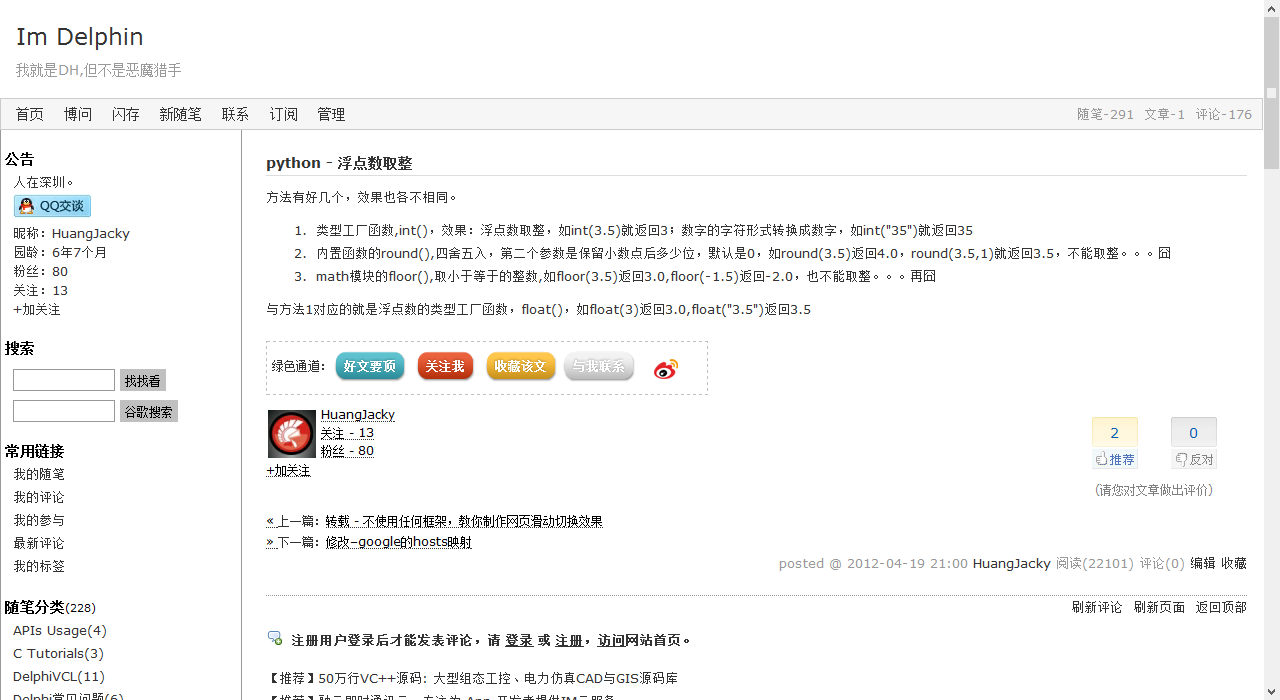 Im Delphin
我就是DH,但不是恶魔猎手
首页 博问 闪存 新随笔 联系 订阅 管理
随笔-291 文章-1 评论-176
公告
人在深圳。
QQ交谈
昵称：HuangJacky
园龄：6年7个月
粉丝：80
关注：13
+加关注
搜索
找找看
谷歌搜索
常用链接
我的随笔
我的评论
我的参与
最新评论
我的标签
随笔分类(228)
APIs Usage(4)
C Tutorials(3)
DelphiVCL(11)
Delphi常见问题(6)
python - 浮点数取整
方法有好几个，效果也各不相同。
1. 类型工厂函数,int()，效果：浮点数取整，如int(3.5)就返回3；数字的字符形式转换成数字，如int("35")就返回35
2. 内置函数的round(),四舍五入，第二个参数是保留小数点后多少位，默认是0，如round(3.5)返回4.0，round(3.5,1)就返回3.5，不能取整。。。囧
3. math模块的floor(),取小于等于的整数,如floor(3.5)返回3.0,floor(-1.5)返回-2.0，也不能取整。。。再囧
与方法1对应的就是浮点数的类型工厂函数，float()，如float(3)返回3.0,float("3.5")返回3.5
绿色通道： 好文要顶 关注我 收藏该文 与我联系
HuangJacky
关注 - 13
粉丝 - 80
+加关注
2 0
推荐 反对
(请您对文章做出评价)
« 上一篇：转载 - 不使用任何框架，教你制作网页滑动切换效果
» 下一篇：修改-google的hosts映射
posted @ 2012-04-19 21:00 HuangJacky 阅读(22101) 评论(0) 编辑 收藏
刷新评论 刷新页面 返回顶部
注册用户登录后才能发表评论，请 登录 或 注册，访问网站首页。
【推荐】50万行VC++源码: 大型组态工控、电力仿真CAD与GIS源码库